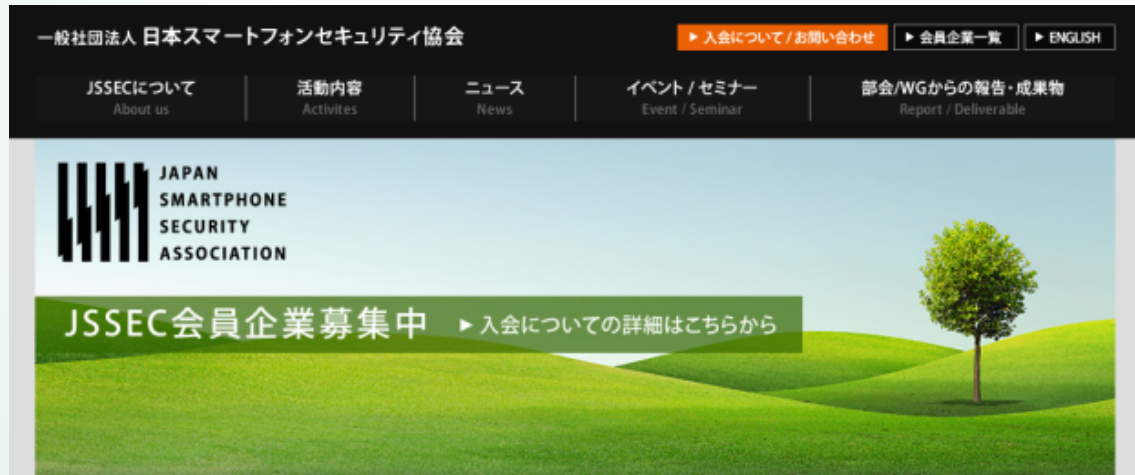 一般社団法人 日本スマートフォンセキュリティ協会
▶ 入会について / お問い合わせ
▶ 会員企業一覧
▶ ENGLISH
JSSECについて
About us
活動内容
Activites
ニュース
News
イベント / セミナー
Event / Seminar
部会/WGからの報告・成果物
Report / Deliverable
JAPAN
SMARTPHONE
SECURITY
ASSOCIATION
JSSEC会員企業募集中 ▶ 入会についての詳細はこちらから